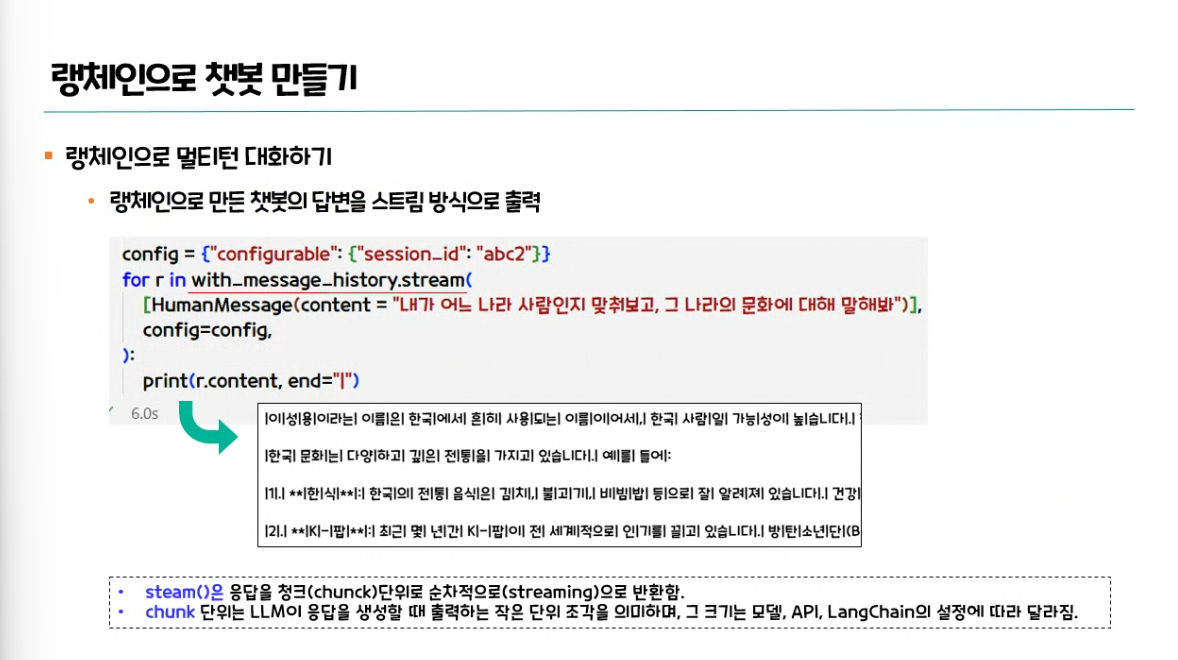 랭체인으로 챗봇 만들기
랭체인으로 멀티턴 대화하기
랭체인으로 만든 챗봇의 답변을 스트림 방식으로 출력
config = {"configurable": {"session_id": "abc2"}}
for r in with_message_history.stream(
[HumanMessage(content = "내가 어느 나라 사람인지 맞춰보고, 그 나라의 문화에 대해 말해봐")],
config=config,
):
print(r.content, end="|")
6.0s
|이|성|용|이라는| 이름|은| 한국|에서| 흔|히| 사용|되는| 이름|이|어서|,| 한국| 사람|일| 가능|성이| 높|습니다|.|
|한국| 문화|는| 다양|하고| 깊|은| 전|통|을| 가지고| 있습니다|.| 예|를| 들어|:
|1|.| **|한|식|**|:| 한국|의| 전|통| 음식|은| 김|치|,| 불|고|기|,| 비|빔|밥| 등|으로| 잘| 알려|져| 있습니다|.| 건강|
|2|.| **|K|-|팝|**|:| 최근| 몇| 년|간| K|-|팝|이| 전| 세계|적으로| 인|기를| 끌|고| 있습니다|.| 방|탄|소년|단|(B
• steam()은 응답을 청크(chunck)단위로 순차적으로(streaming)으로 반환함.
• chunk 단위는 LLM이 응답을 생성할 때 출력하는 작은 단위 조각을 의미하며, 그 크기는 모델, API, LangChain의 설정에 따라 달라짐.